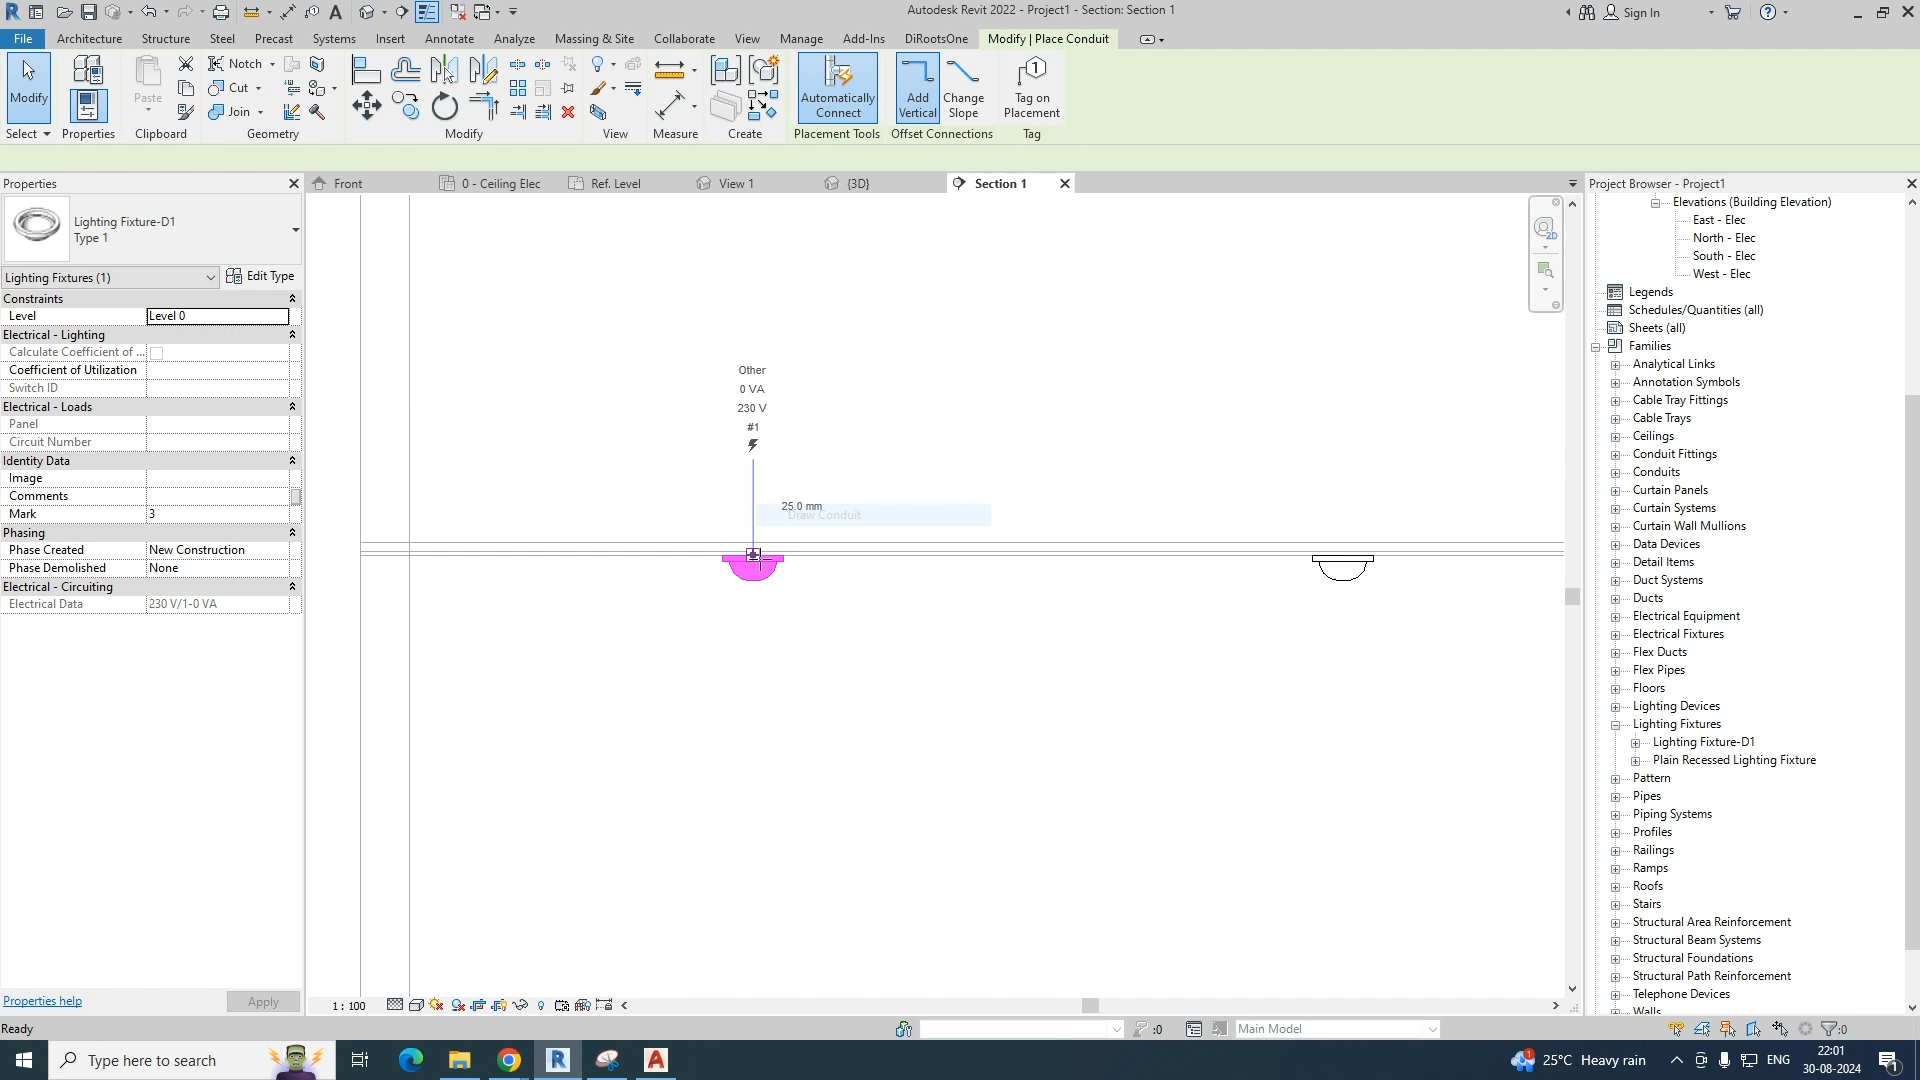 Autodesk Revit 2022 - Project1 - Section: Section 1
Sign In
File Architecture Structure Steel Precast Systems Insert Annotate Analyze Massing & Site Collaborate View Manage Add-Ins DiRootsOne Modify | Place Conduit
Modify
Paste
Notch
Cut
Join
Automatically Connect
Add Vertical
Change Slope
Tag on Placement
Select Properties Clipboard Geometry Modify View Measure Create Placement Tools Offset Connections Tag
Properties
Front
0 - Ceiling Elec
Ref. Level
View 1
{3D}
Section 1
Project Browser - Project1
Lighting Fixture-D1
Type 1
Lighting Fixtures (1)
Edit Type
Constraints
Level Level 0
Electrical - Lighting
Calculate Coefficient of ...
Coefficient of Utilization
Switch ID
Electrical - Loads
Panel
Circuit Number
Identity Data
Image
Comments
Mark 3
Phasing
Phase Created New Construction
Phase Demolished None
Electrical - Circuiting
Electrical Data 230 V/1-0 VA
Properties help
Apply
Other
0 VA
230 V
#1
25.0 mm
Draw Conduit
2D
Elevations (Building Elevation)
East - Elec
North - Elec
South - Elec
West - Elec
Legends
Schedules/Quantities (all)
Sheets (all)
Families
Analytical Links
Annotation Symbols
Cable Tray Fittings
Cable Trays
Ceilings
Conduit Fittings
Conduits
Curtain Panels
Curtain Systems
Curtain Wall Mullions
Data Devices
Detail Items
Duct Systems
Ducts
Electrical Equipment
Electrical Fixtures
Flex Ducts
Flex Pipes
Floors
Lighting Devices
Lighting Fixtures
Lighting Fixture-D1
Plain Recessed Lighting Fixture
Pattern
Pipes
Piping Systems
Profiles
Railings
Ramps
Roofs
Stairs
Structural Area Reinforcement
Structural Beam Systems
Structural Foundations
Structural Path Reinforcement
Telephone Devices
Walls
1 : 100
Ready
:0
Main Model
:0
Type here to search
25°C Heavy rain
ENG
22:01
30-08-2024